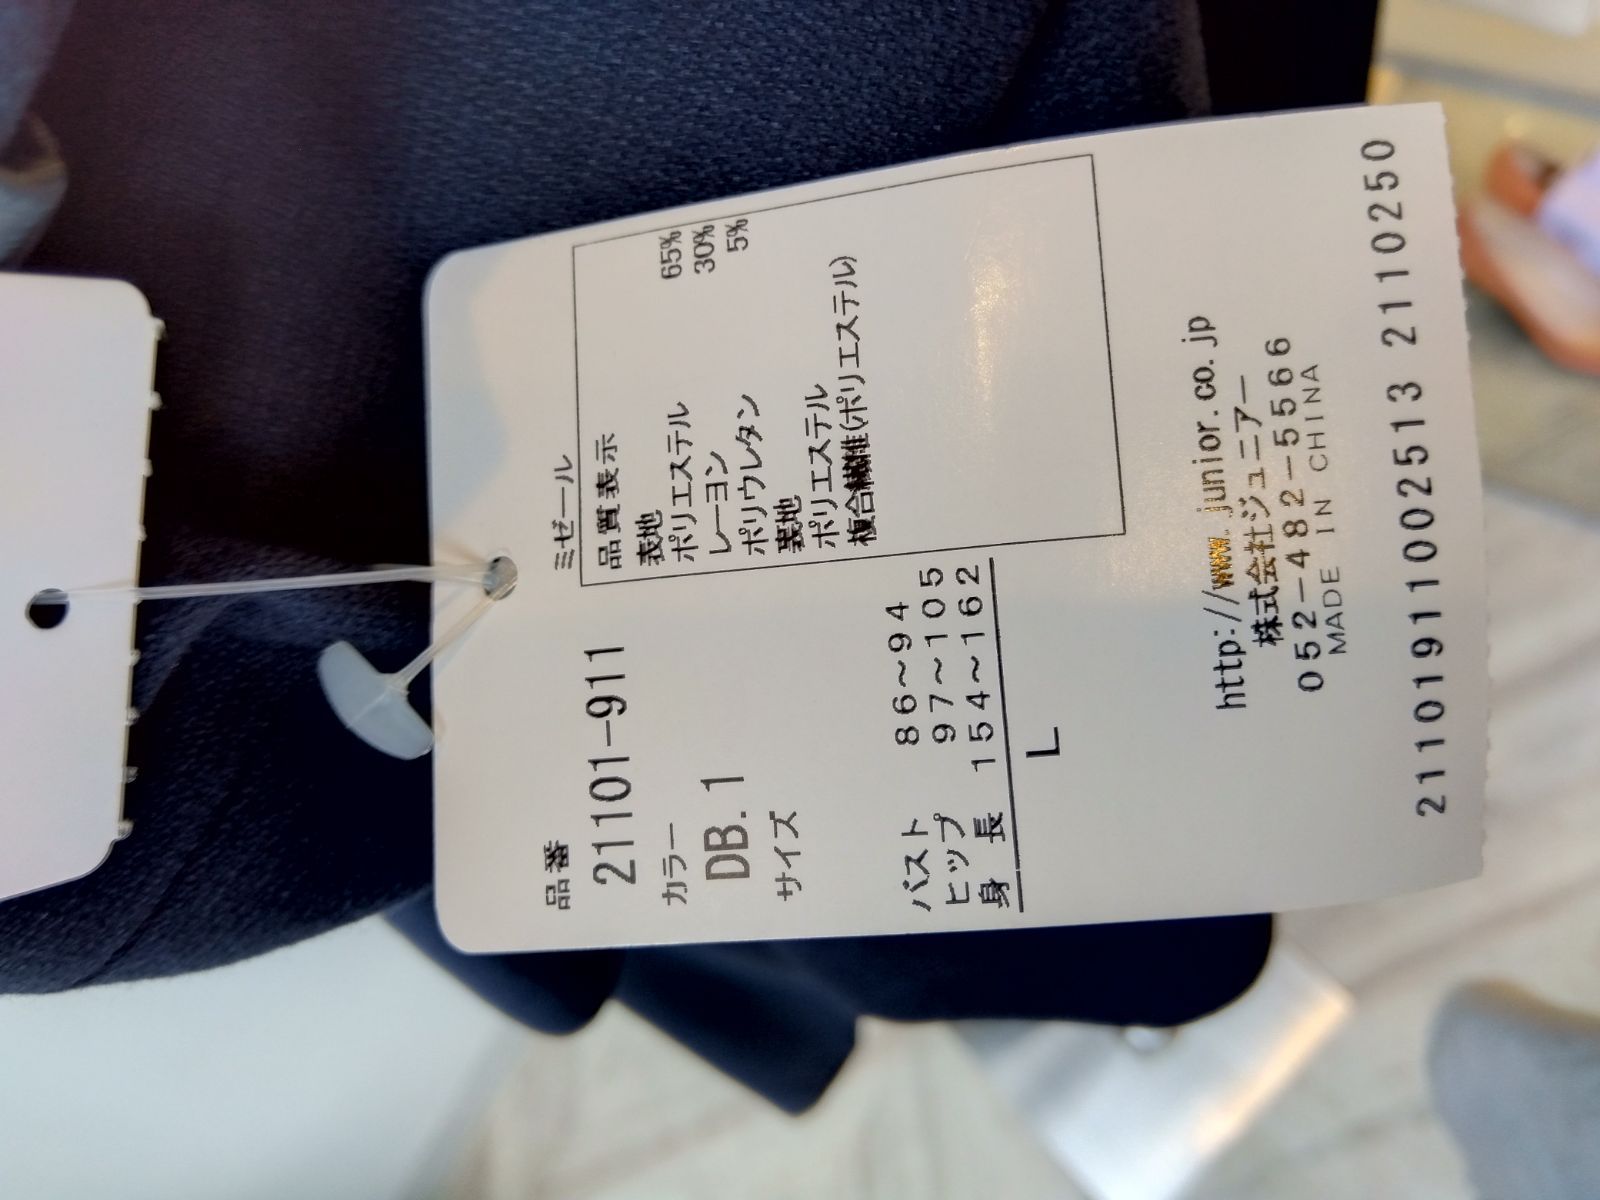 品番
21101-911
カラー
DB. 1
サイズ
バスト 86～94
ヒップ 97～105
身 長 154～162
L
ミゼール
品質表示
表地
ポリエステル 65%
レーヨン 30%
ポリウレタン 5%
裏地
ポリエステル
複合繊維(ポリエステル)
http://www.junior.co.jp
株式会社ジュニアー
052-482-5566
MADE IN CHINA
21101911002513 2110250